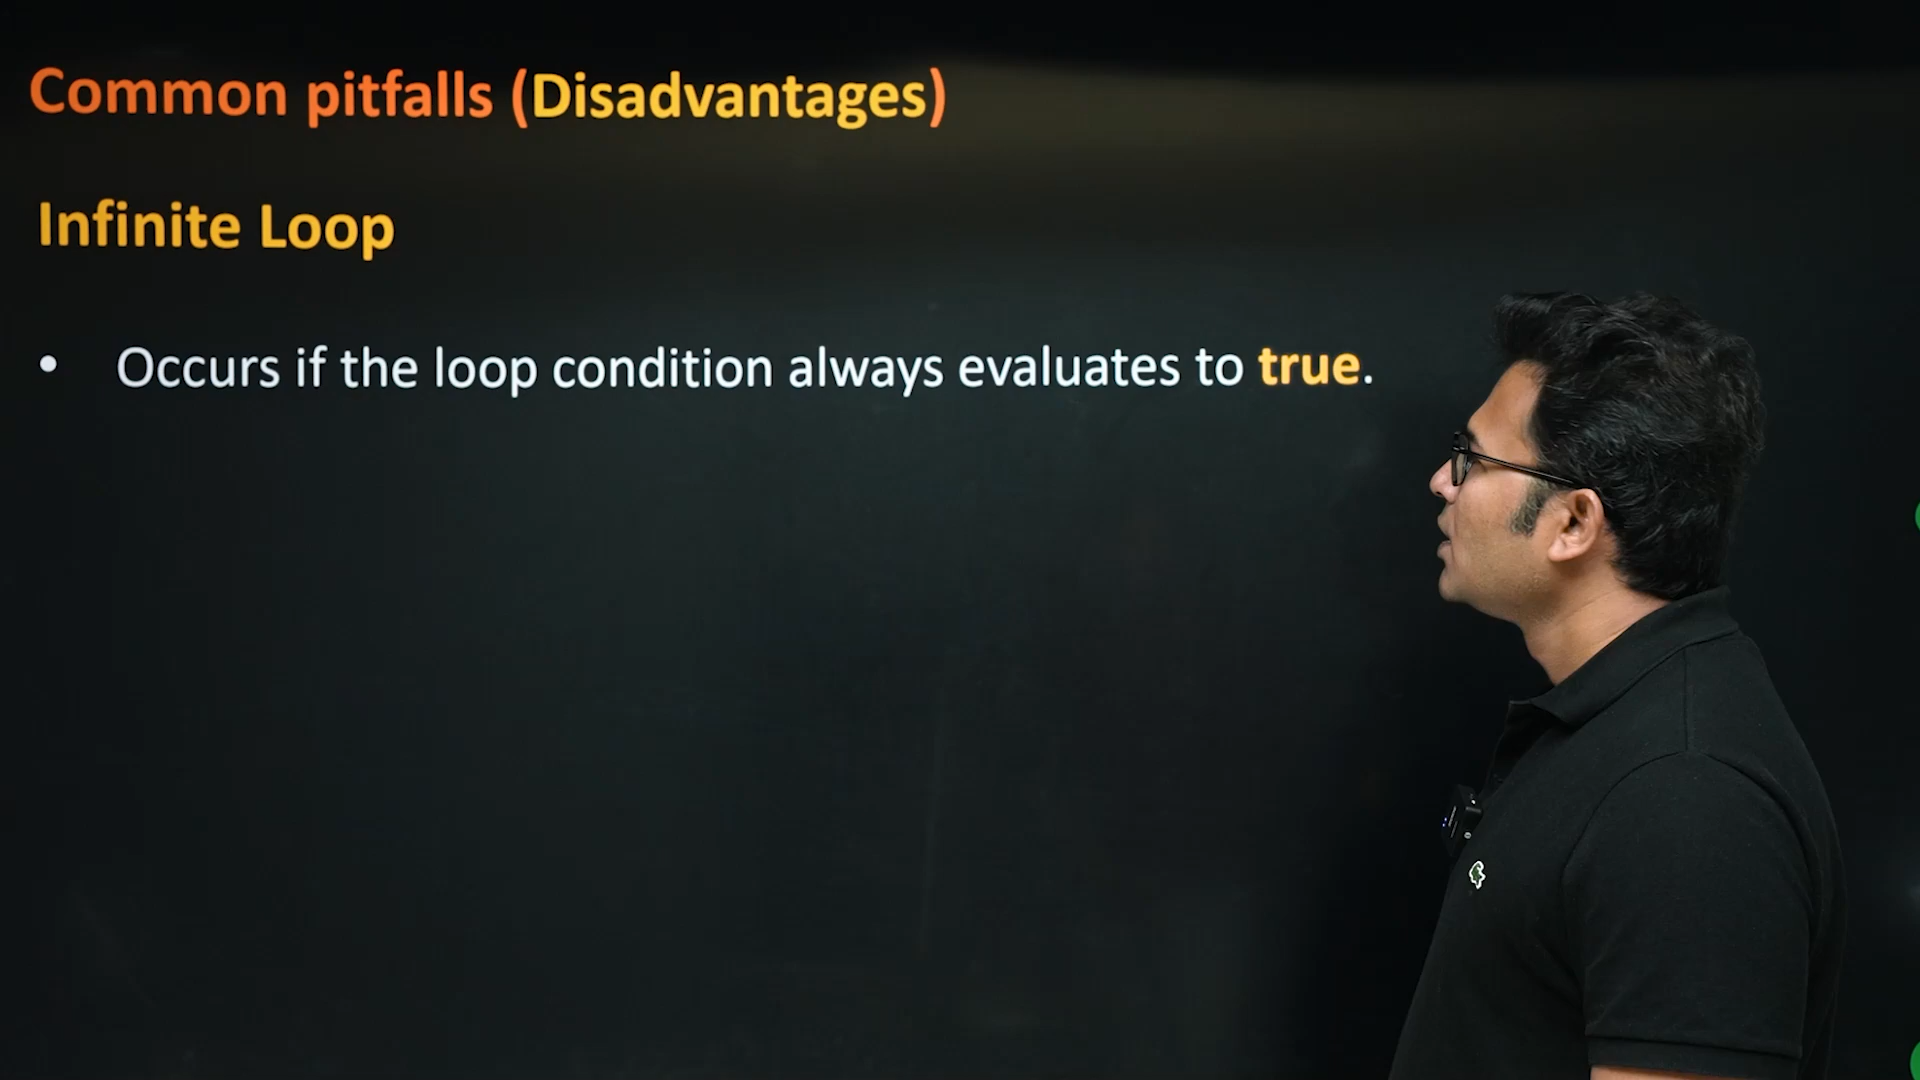 Common pitfalls (Disadvantages)
Infinite Loop
• Occurs if the loop condition always evaluates to true.